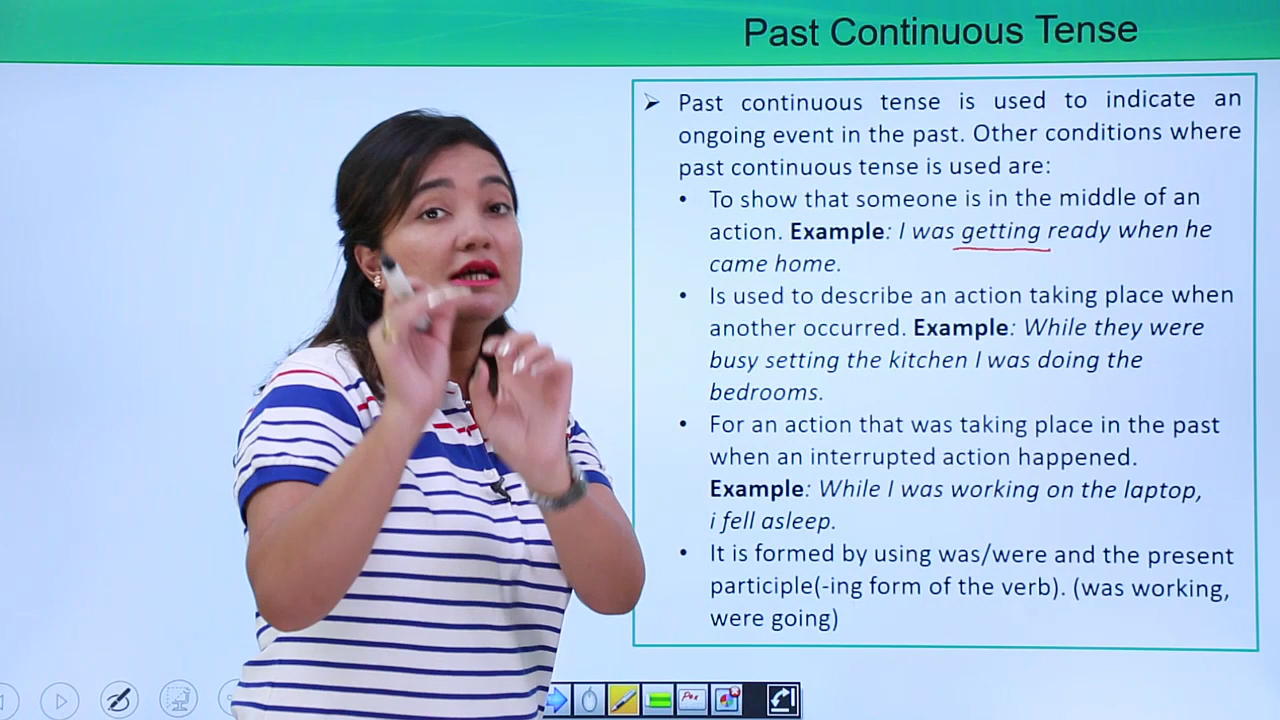 Past Continuous Tense
Past continuous tense is used to indicate an
ongoing event in the past. Other conditions where
past continuous tense is used are:
• To show that someone is in the middle of an
action. Example: I was getting ready when he
came home.
• Is used to describe an action taking place when
another occurred. Example: While they were
busy setting the kitchen I was doing the
bedrooms.
• For an action that was taking place in the past
when an interrupted action happened.
Example: While I was working on the laptop,
i fell asleep.
• It is formed by using was/were and the present
participle(-ing form of the verb). (was working,
were going)